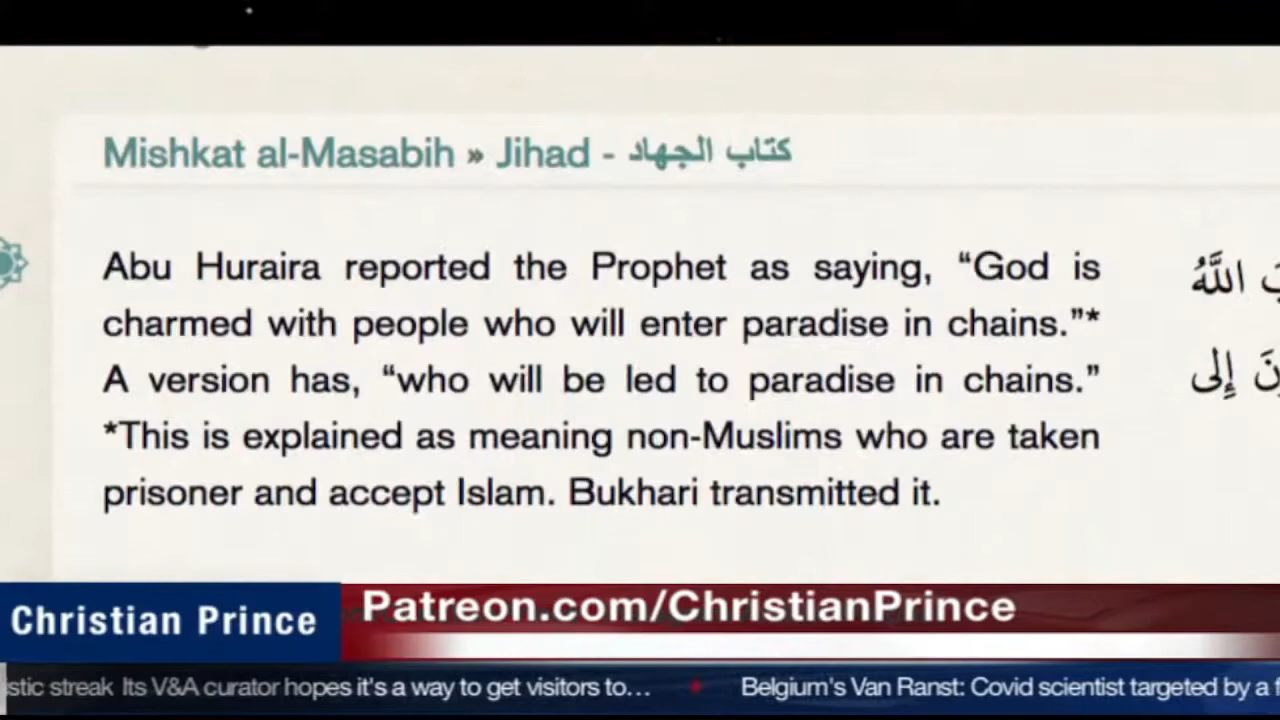 Mishkat al-Masabih » Jihad - كتاب الجهاد
Abu Huraira reported the Prophet as saying, “God is
charmed with people who will enter paradise in chains.”*
A version has, “who will be led to paradise in chains.”
*This is explained as meaning non-Muslims who are taken
prisoner and accept Islam. Bukhari transmitted it.
اللَّهُ
إِلَى
Christian Prince
Patreon.com/ChristianPrince
streak Its V&A curator hopes it's a way to get visitors to...
Belgium's Van Ranst: Covid scientist targeted by a